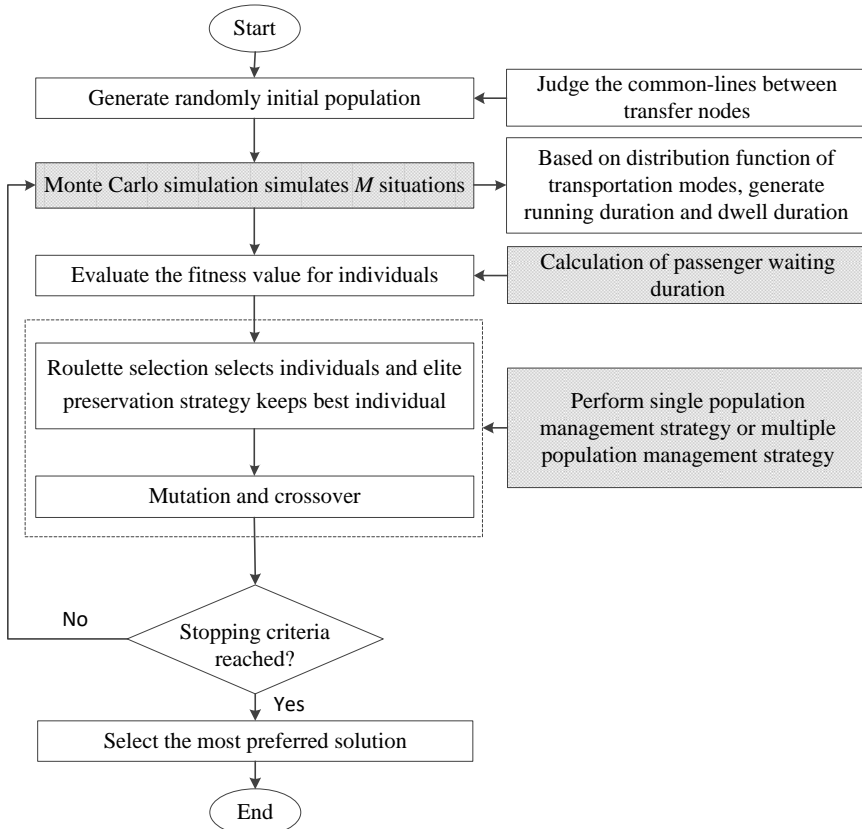 Start
Generate randomly initial population
Judge the common-lines between
transfer nodes
Monte Carlo simulation simulates M situations
Based on distribution function of
transportation modes, generate
running duration and dwell duration
Evaluate the fitness value for individuals
Calculation of passenger waiting
duration
Roulette selection selects individuals and elite
preservation strategy keeps best individual
Perform single population
management strategy or multiple
population management strategy
Mutation and crossover
No
Stopping criteria
reached?
Yes
Select the most preferred solution
End